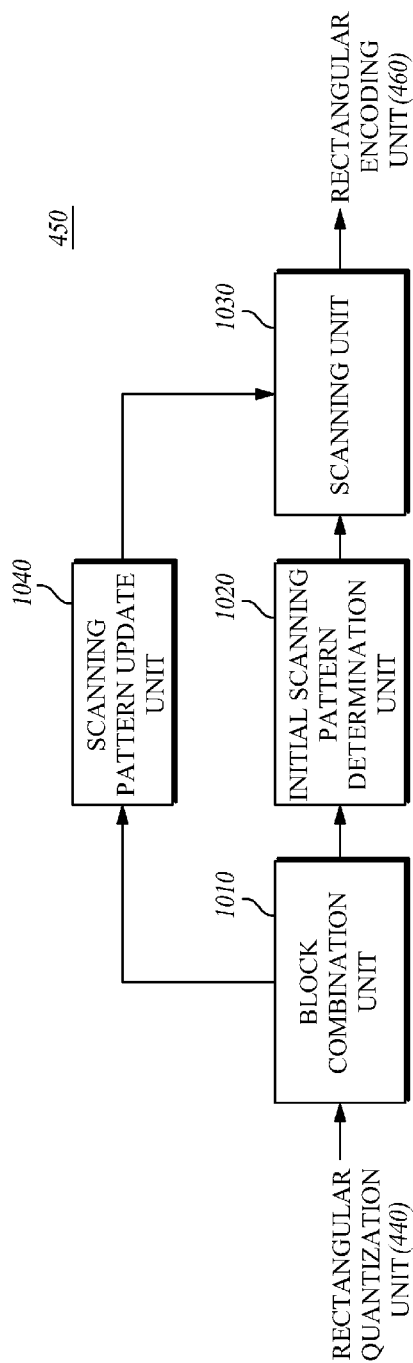 450
1040
SCANNING
PATTERN UPDATE
UNIT
RECTANGULAR
QUANTIZATION
UNIT (440)
1010
BLOCK
COMBINATION
UNIT
1020
INITIAL SCANNING
PATTERN
DETERMINATION
UNIT
1030
SCANNING UNIT
RECTANGULAR
ENCODING
UNIT (460)